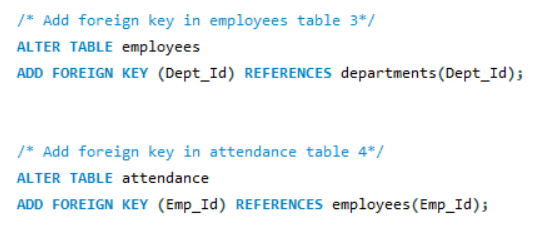 /* Add foreign key in employees table 3*/
ALTER TABLE employees
ADD FOREIGN KEY (Dept_Id) REFERENCES departments(Dept_Id);
/* Add foreign key in attendance table 4*/
ALTER TABLE attendance
ADD FOREIGN KEY (Emp_Id) REFERENCES employees(Emp_Id);